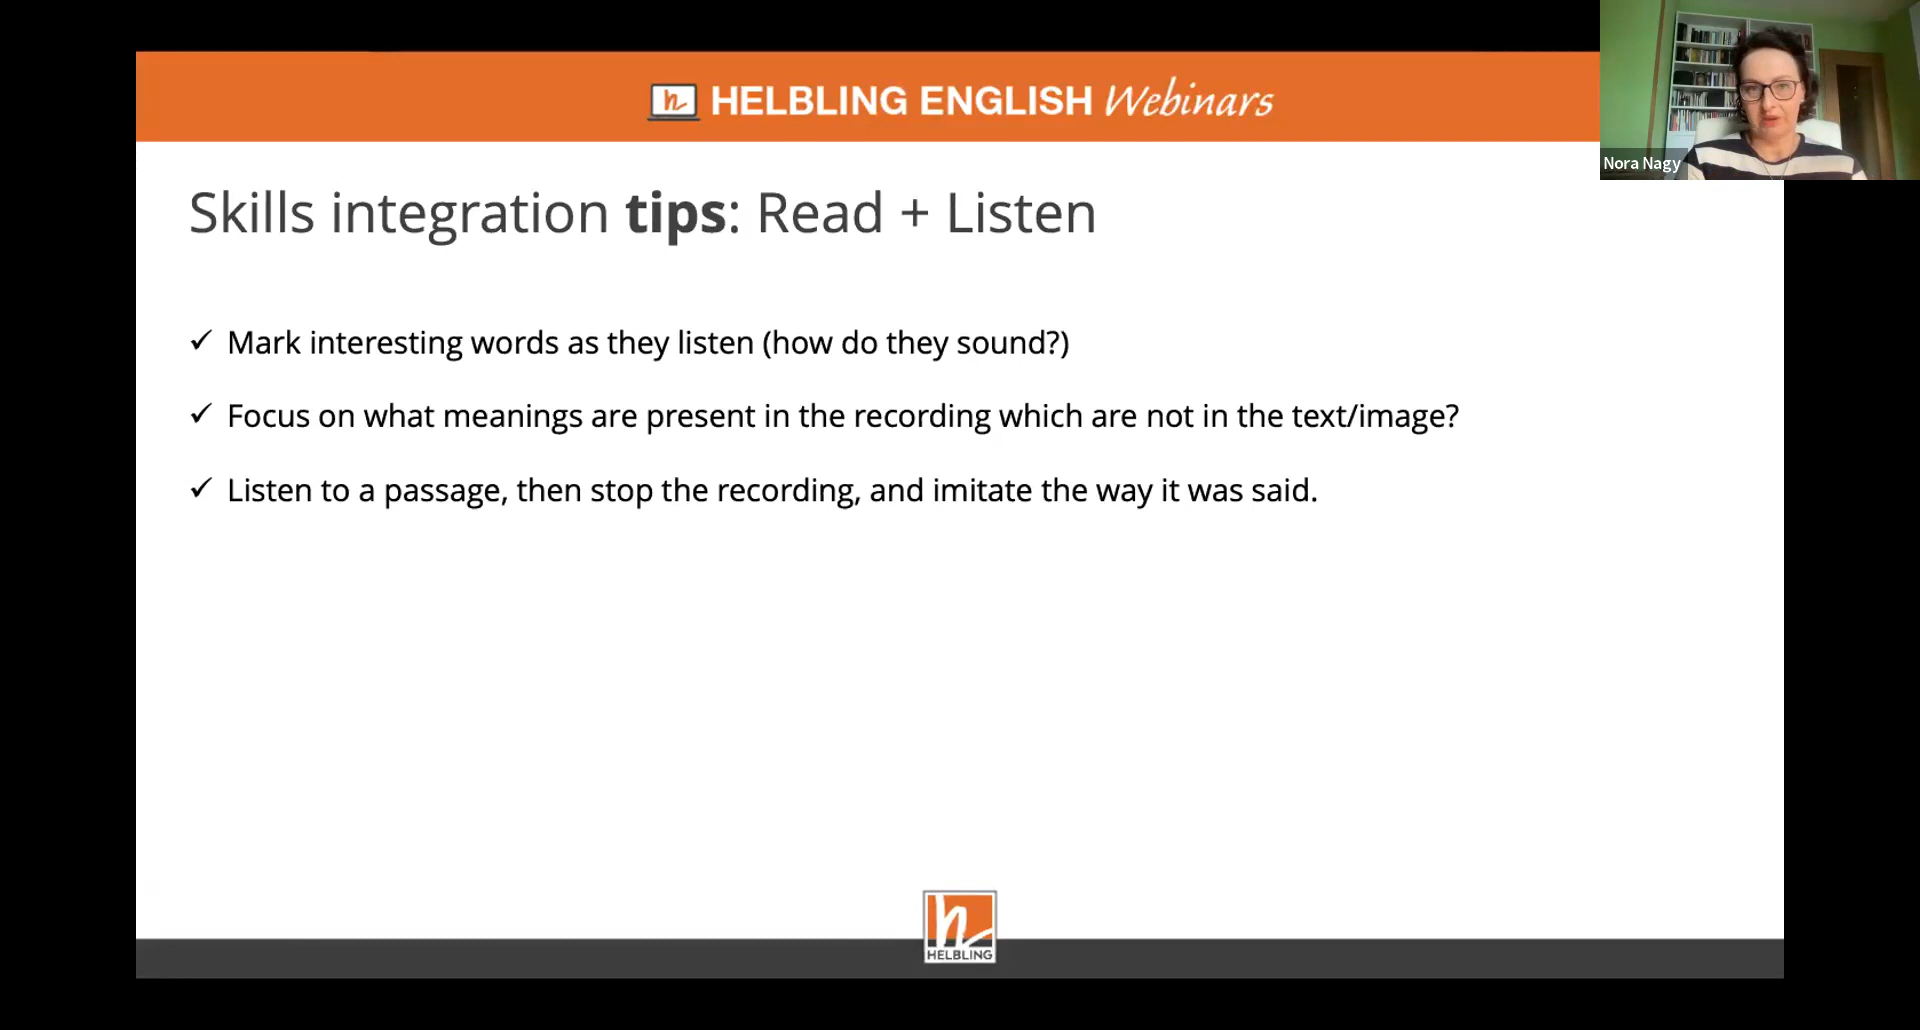 HELBLING ENGLISH Webinars
Nora Nagy
Skills integration tips: Read + Listen
✓ Mark interesting words as they listen (how do they sound?)
✓ Focus on what meanings are present in the recording which are not in the text/image?
✓ Listen to a passage, then stop the recording, and imitate the way it was said.
h
HELBLING